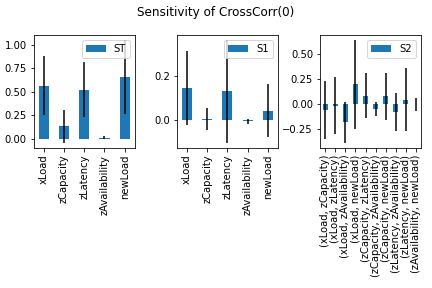 Sensitivity of CrossCorr(0)
1.00
0.75
0.50
0.25
0.00
ST
xLoad
zCapacity
zLatency
zAvailability
newLoad
0.2
0.0
S1
xLoad
zCapacity
zLatency
zAvailability
newLoad
0.50
0.25
0.00
−0.25
S2
(xLoad, zCapacity)
(xLoad, zLatency)
(xLoad, zAvailability)
(xLoad, newLoad)
(zCapacity, zLatency)
(zCapacity, zAvailability)
(zCapacity, newLoad)
(zLatency, zAvailability)
(zLatency, newLoad)
(zAvailability, newLoad)